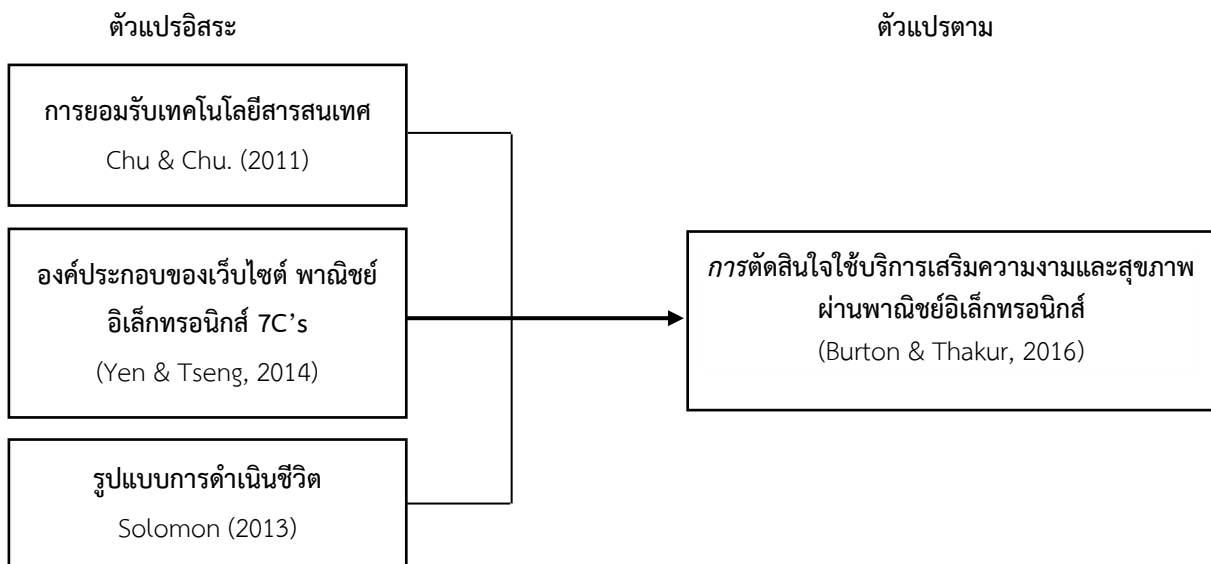 ตัวแปรอิสระ
ตัวแปรตาม
การยอมรับเทคโนโลยีสารสนเทศ
Chu & Chu. (2011)
องค์ประกอบของเว็บไซต์ พาณิชย์
อิเล็กทรอนิกส์ 7C’s
(Yen & Tseng, 2014)
รูปแบบการดำเนินชีวิต
Solomon (2013)
การตัดสินใจใช้บริการเสริมความงามและสุขภาพ
ผ่านพาณิชย์อิเล็กทรอนิกส์
(Burton & Thakur, 2016)